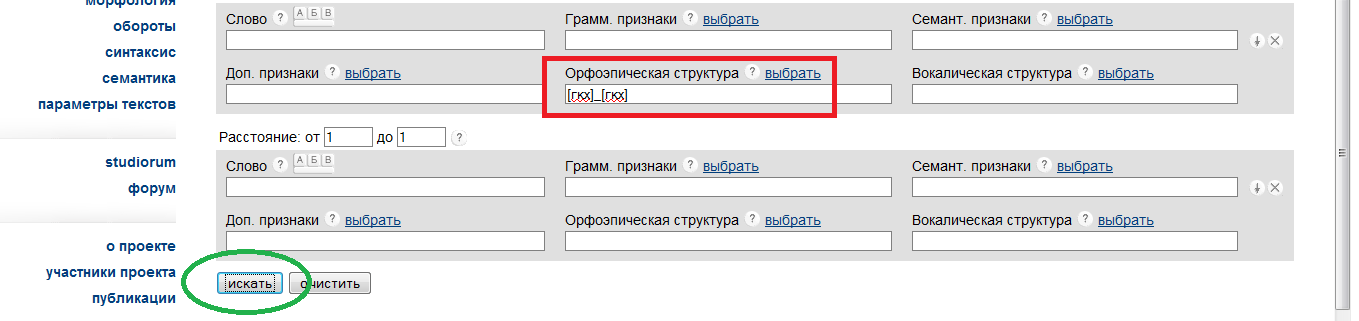 морфология
обороты
синтаксис
семантика
параметры текстов
studiorum
форум
о проекте
участники проекта
публикации
Слово ? А Б В Грамм. признаки ? выбрать Семант. признаки ? выбрать
Доп. признаки ? выбрать Орфоэпическая структура ? выбрать Вокалическая структура ? выбрать
[гкх]_[гкх]
Расстояние: от 1 до 1 ?
Слово ? А Б В Грамм. признаки ? выбрать Семант. признаки ? выбрать
Доп. признаки ? выбрать Орфоэпическая структура ? выбрать Вокалическая структура ? выбрать
искать очистить